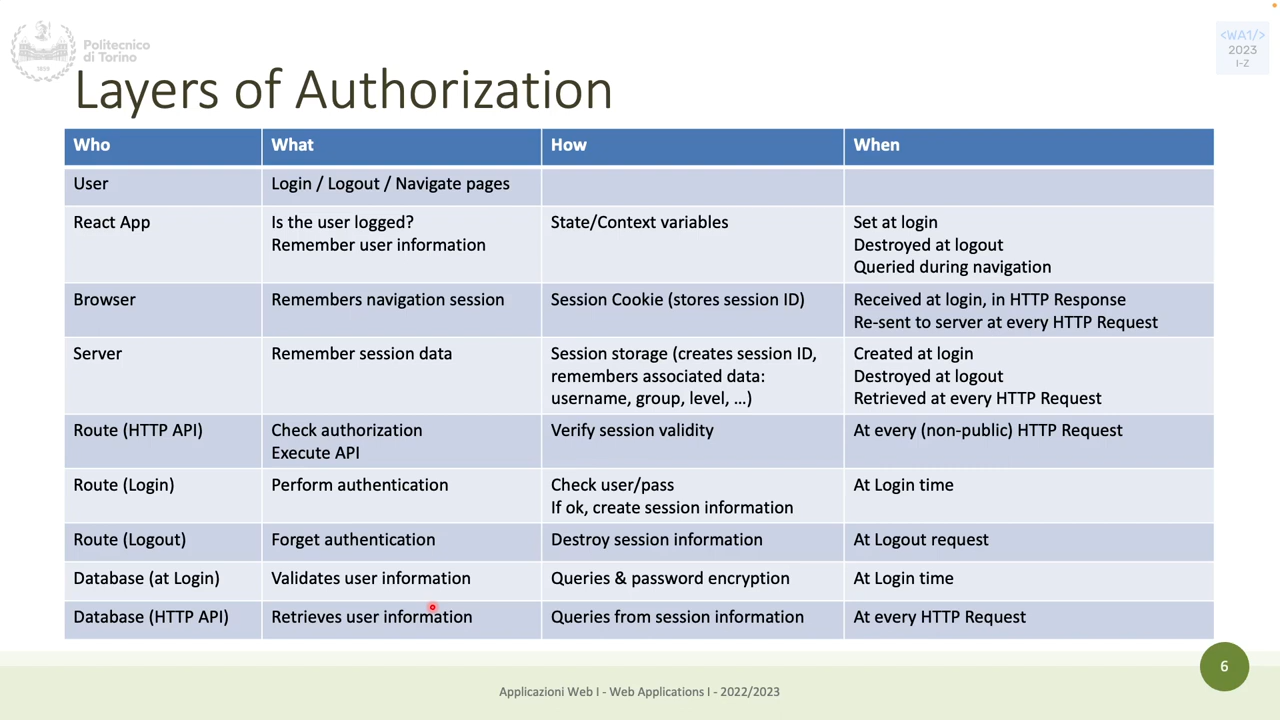 Politecnico
di Torino
1859
<WA1/>
2023
I-Z
Layers of Authorization
Who What How When
User Login / Logout / Navigate pages
React App Is the user logged? State/Context variables Set at login
Remember user information Destroyed at logout
Queried during navigation
Browser Remembers navigation session Session Cookie (stores session ID) Received at login, in HTTP Response
Re-sent to server at every HTTP Request
Server Remember session data Session storage (creates session ID, Created at login
remembers associated data: Destroyed at logout
username, group, level, ...) Retrieved at every HTTP Request
Route (HTTP API) Check authorization Verify session validity At every (non-public) HTTP Request
Execute API
Route (Login) Perform authentication Check user/pass At Login time
If ok, create session information
Route (Logout) Forget authentication Destroy session information At Logout request
Database (at Login) Validates user information Queries & password encryption At Login time
Database (HTTP API) Retrieves user information Queries from session information At every HTTP Request
6
Applicazioni Web I - Web Applications I - 2022/2023